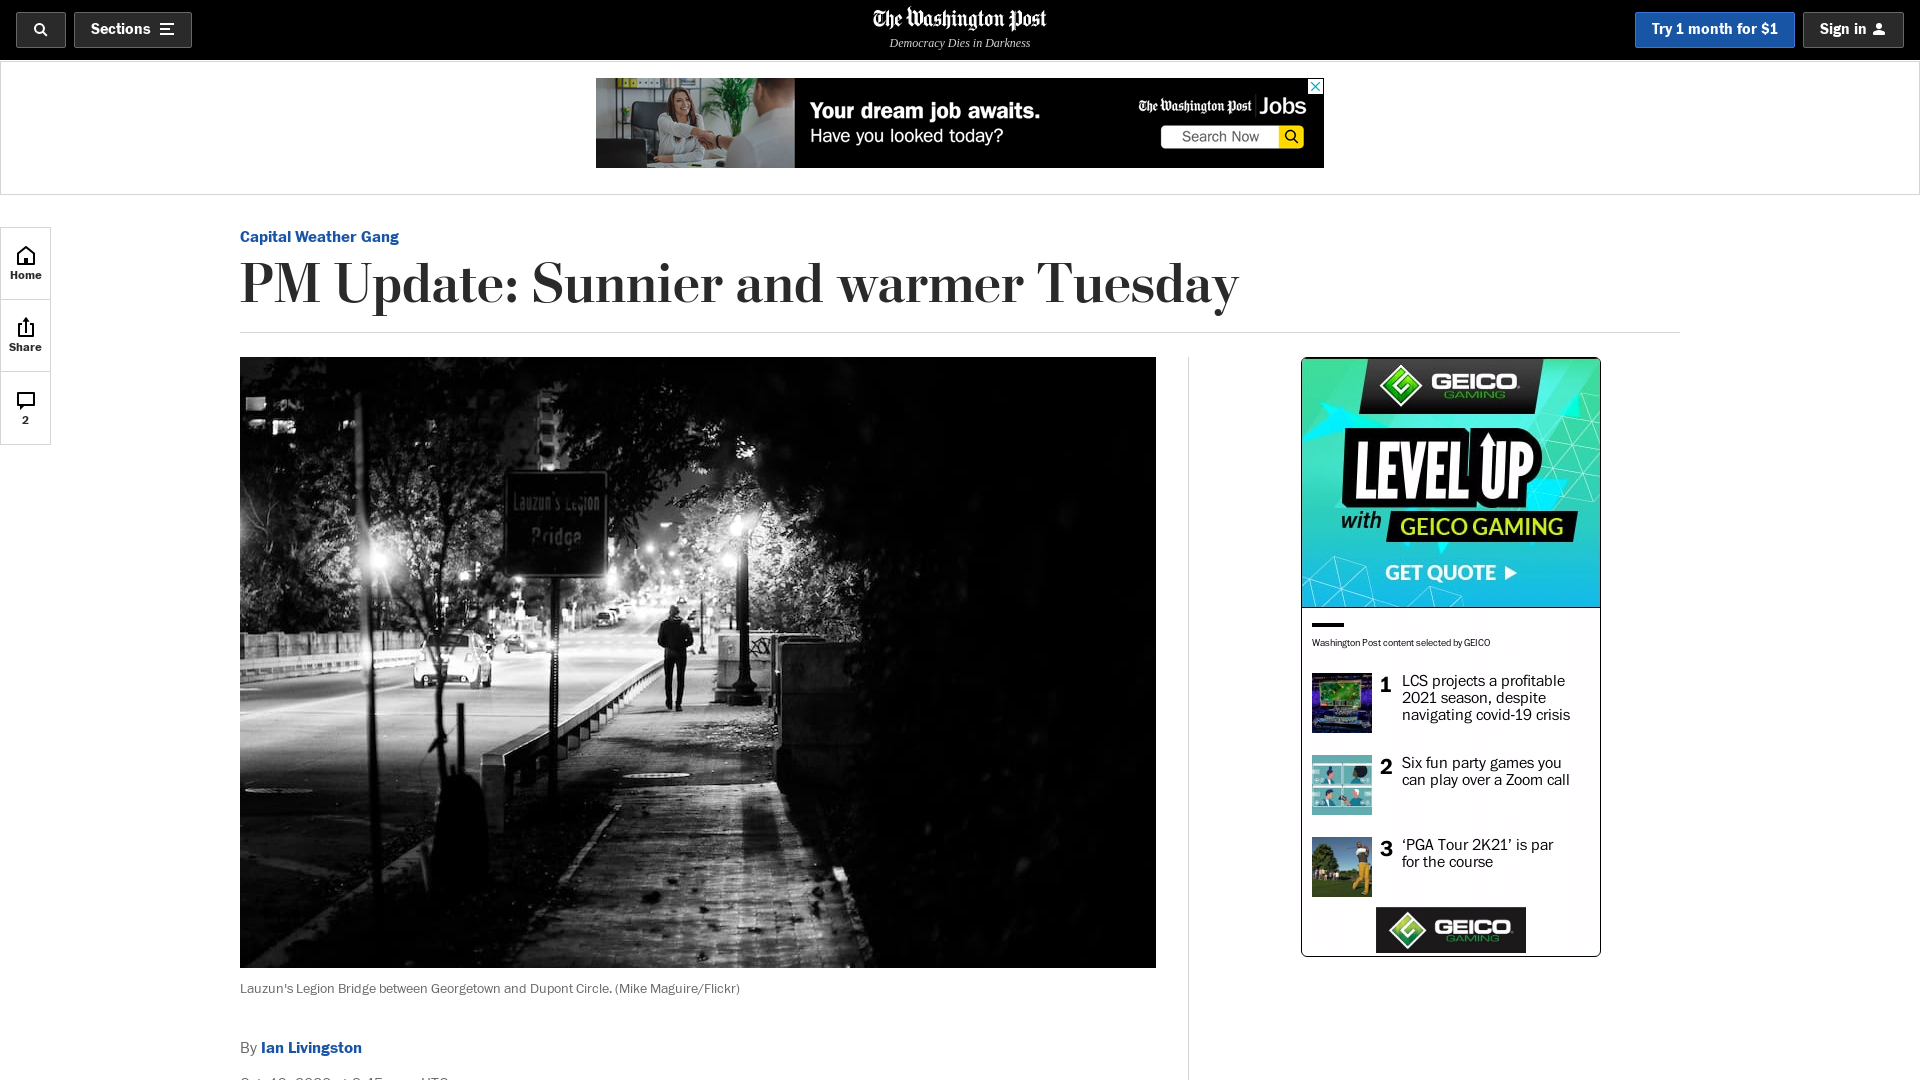 Sections
The Washington Post
Democracy Dies in Darkness
Try 1 month for $1
Sign in
Your dream job awaits.
Have you looked today?
The Washington Post Jobs
Search Now
Home
Share
2
Capital Weather Gang
PM Update: Sunnier and warmer Tuesday
Lauzun's Legion
Bridge
Lauzun's Legion Bridge between Georgetown and Dupont Circle. (Mike Maguire/Flickr)
By Ian Livingston
GEICO
GAMING
LEVEL UP
with GEICO GAMING
GET QUOTE
Washington Post content selected by GEICO
1 LCS projects a profitable
2021 season, despite
navigating covid-19 crisis
2 Six fun party games you
can play over a Zoom call
3 ‘PGA Tour 2K21’ is par
for the course
GEICO
GAMING